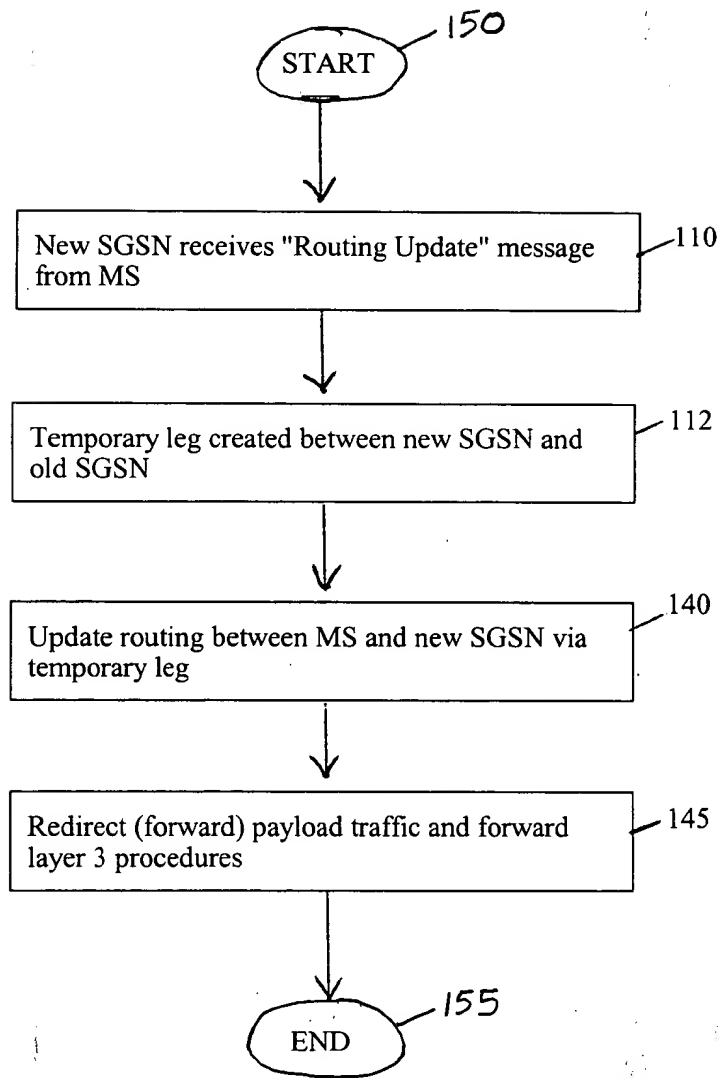 150
START
New SGSN receives "Routing Update" message
from MS
110
Temporary leg created between new SGSN and
old SGSN
112
Update routing between MS and new SGSN via
temporary leg
140
Redirect (forward) payload traffic and forward
layer 3 procedures
145
155
END